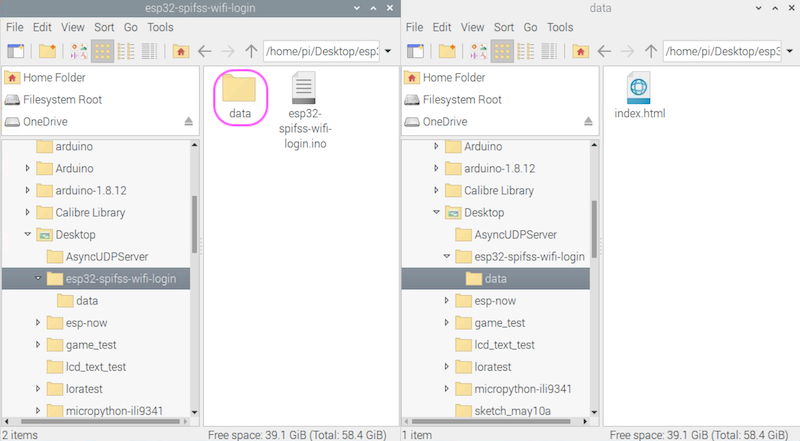 esp32-spifss-wifi-login
File Edit View Sort Go Tools
/home/pi/Desktop/esp3
Home Folder
Filesystem Root
OneDrive
arduino
Arduino
arduino-1.8.12
Calibre Library
Desktop
AsyncUDPServer
esp32-spifss-wifi-login
data
esp-now
game_test
lcd_text_test
loratest
micropython-ili9341
data
esp32-
spifss-wifi-
login.ino
2 items
Free space: 39.1 GiB (Total: 58.4 GiB)
data
File Edit View Sort Go Tools
/home/pi/Desktop/esp3
Home Folder
Filesystem Root
OneDrive
Arduino
arduino-1.8.12
Calibre Library
Desktop
AsyncUDPServer
esp32-spifss-wifi-login
data
esp-now
game_test
lcd_text_test
loratest
micropython-ili9341
sketch_may10a
index.html
1 item
Free space: 39.1 GiB (Total: 58.4 GiB)